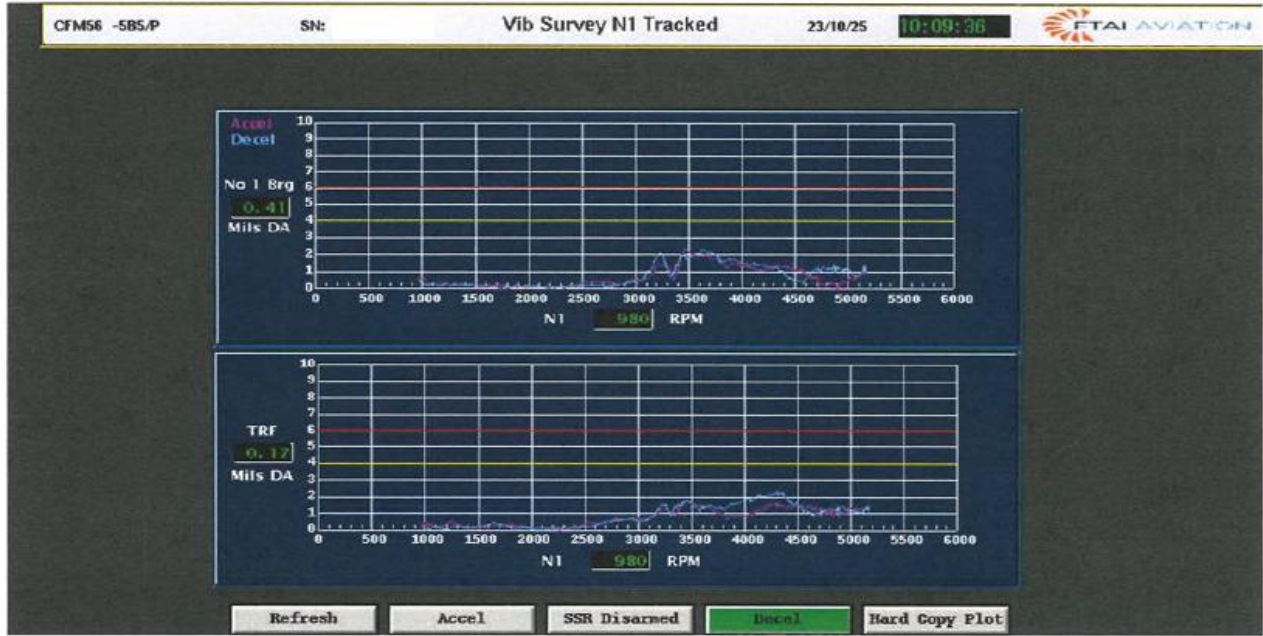 CFM56 -5B5/P SN: Vib Survey N1 Tracked 23/10/25 10:09:36 FTAI AVIATION
Accel
Decel
No 1 Brg
0.41
Mils DA
10
9
8
7
6
5
4
3
2
1
0
0 500 1000 1500 2000 2500 3000 3500 4000 4500 5000 5500 6000
N1 980 RPM
TRF
0.17
Mils DA
10
9
8
7
6
5
4
3
2
1
0
0 500 1000 1500 2000 2500 3000 3500 4000 4500 5000 5500 6000
N1 980 RPM
Refresh Accel SSR Disarmed Decel Hard Copy Plot